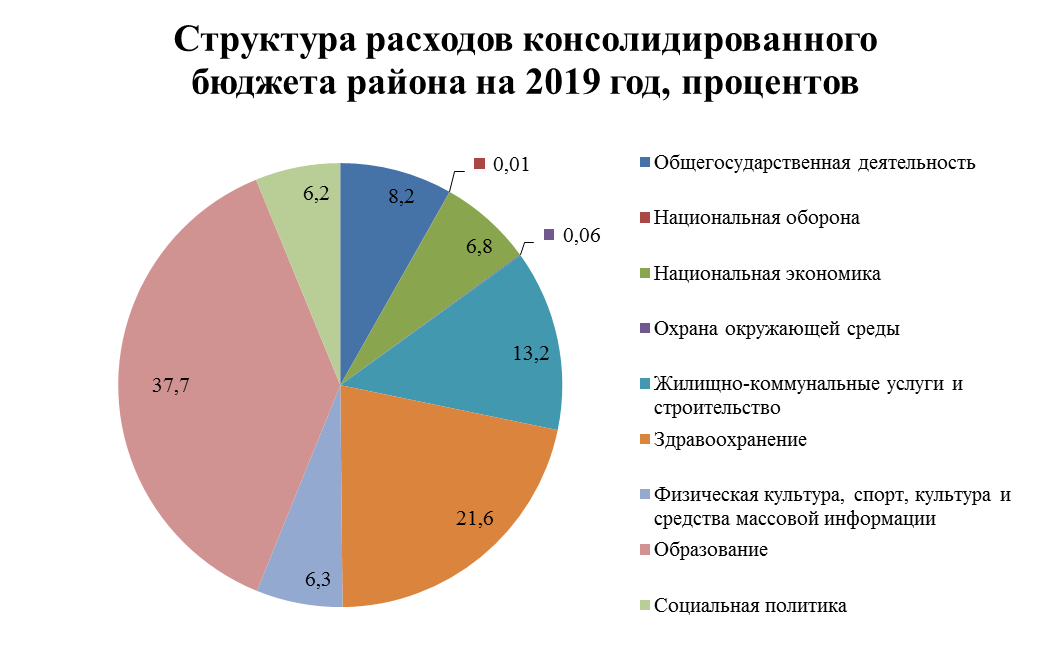 Структура расходов консолидированного
бюджета района на 2019 год, процентов
0,01
8,2
6,2
6,8
0,06
13,2
37,7
21,6
6,3
Общегосударственная деятельность
Национальная оборона
Национальная экономика
Охрана окружающей среды
Жилищно-коммунальные услуги и
строительство
Здравоохранение
Физическая культура, спорт, культура и
средства массовой информации
Образование
Социальная политика